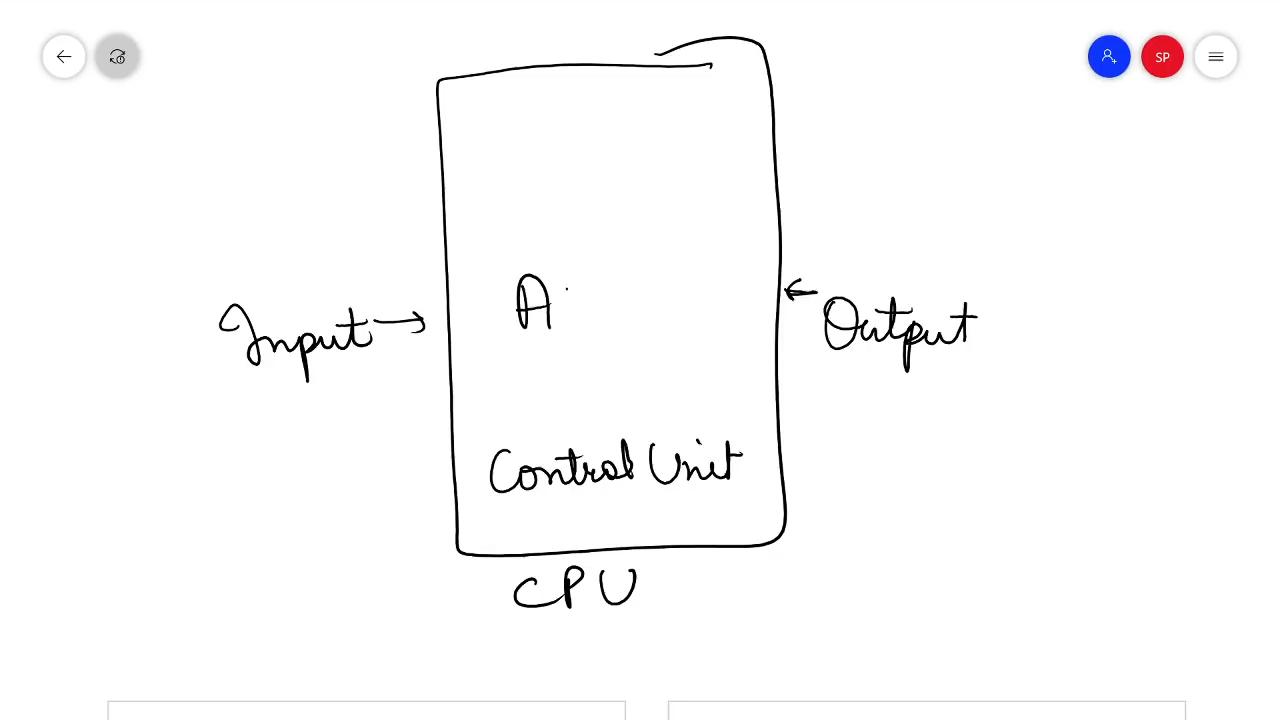 SP
Input → A ← Output
Control Unit
CPU